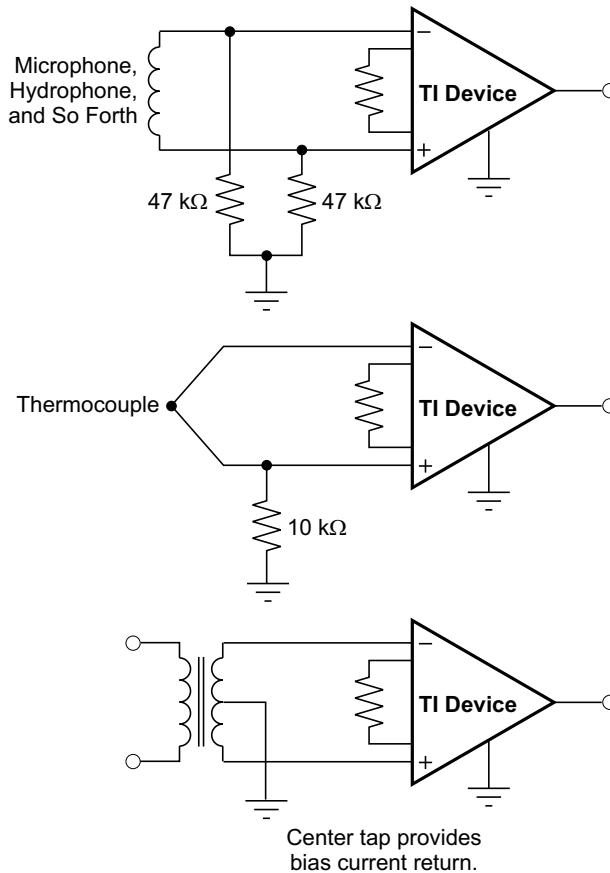 Microphone,
Hydrophone,
and So Forth
−
TI Device
+
47 kΩ
47 kΩ
Thermocouple
−
TI Device
+
10 kΩ
−
TI Device
+
Center tap provides
bias current return.